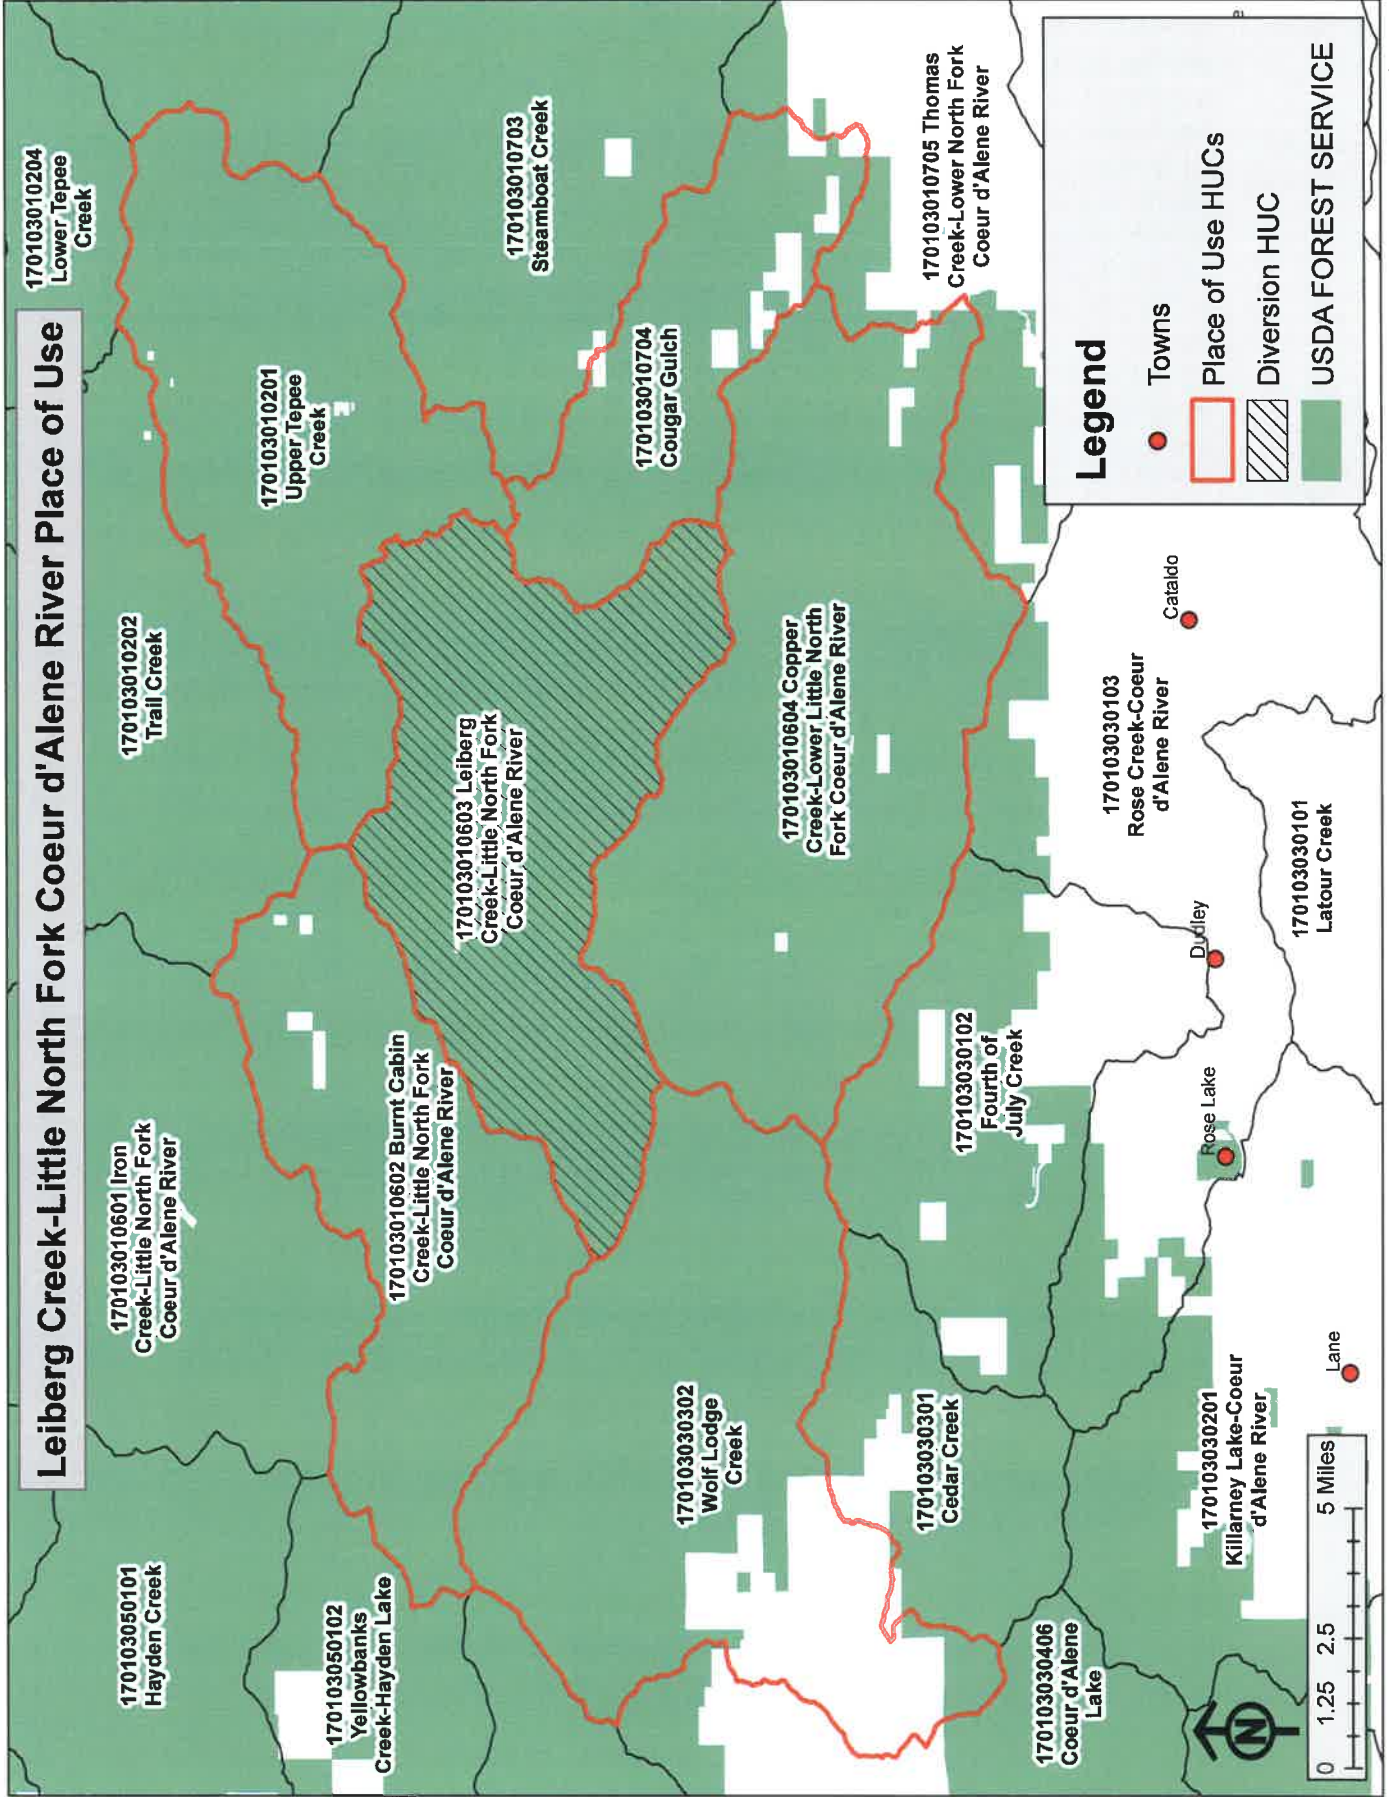 Leiberg Creek-Little North Fork Coeur d'Alene River Place of Use
170103050101
Hayden Creek
170103010601 Iron
Creek-Little North Fork
Coeur d'Alene River
170103010202
Trail Creek
170103010204
Lower Tepee
Creek
170103050102
Yellowbanks
Creek-Hayden Lake
170103010602 Burnt Cabin
Creek-Little North Fork
Coeur d'Alene River
170103010201
Upper Tepee
Creek
170103010603 Leiberg
Creek-Little North Fork
Coeur d'Alene River
170103010703
Steamboat Creek
170103010704
Cougar Gulch
170103030302
Wolf Lodge
Creek
170103010604 Copper
Creek-Lower Little North
Fork Coeur d'Alene River
170103010705 Thomas
Creek-Lower North Fork
Coeur d'Alene River
170103030301
Cedar Creek
170103030102
Fourth of
July Creek
170103030406
Coeur d'Alene
Lake
170103030103
Rose Creek-Coeur
d'Alene River
170103030201
Killarney Lake-Coeur
d'Alene River
170103030101
Latour Creek
Cataldo
Dudley
Rose Lake
Lane
e
N
0 1.25 2.5 5 Miles
Legend
Towns
Place of Use HUCs
Diversion HUC
USDA FOREST SERVICE